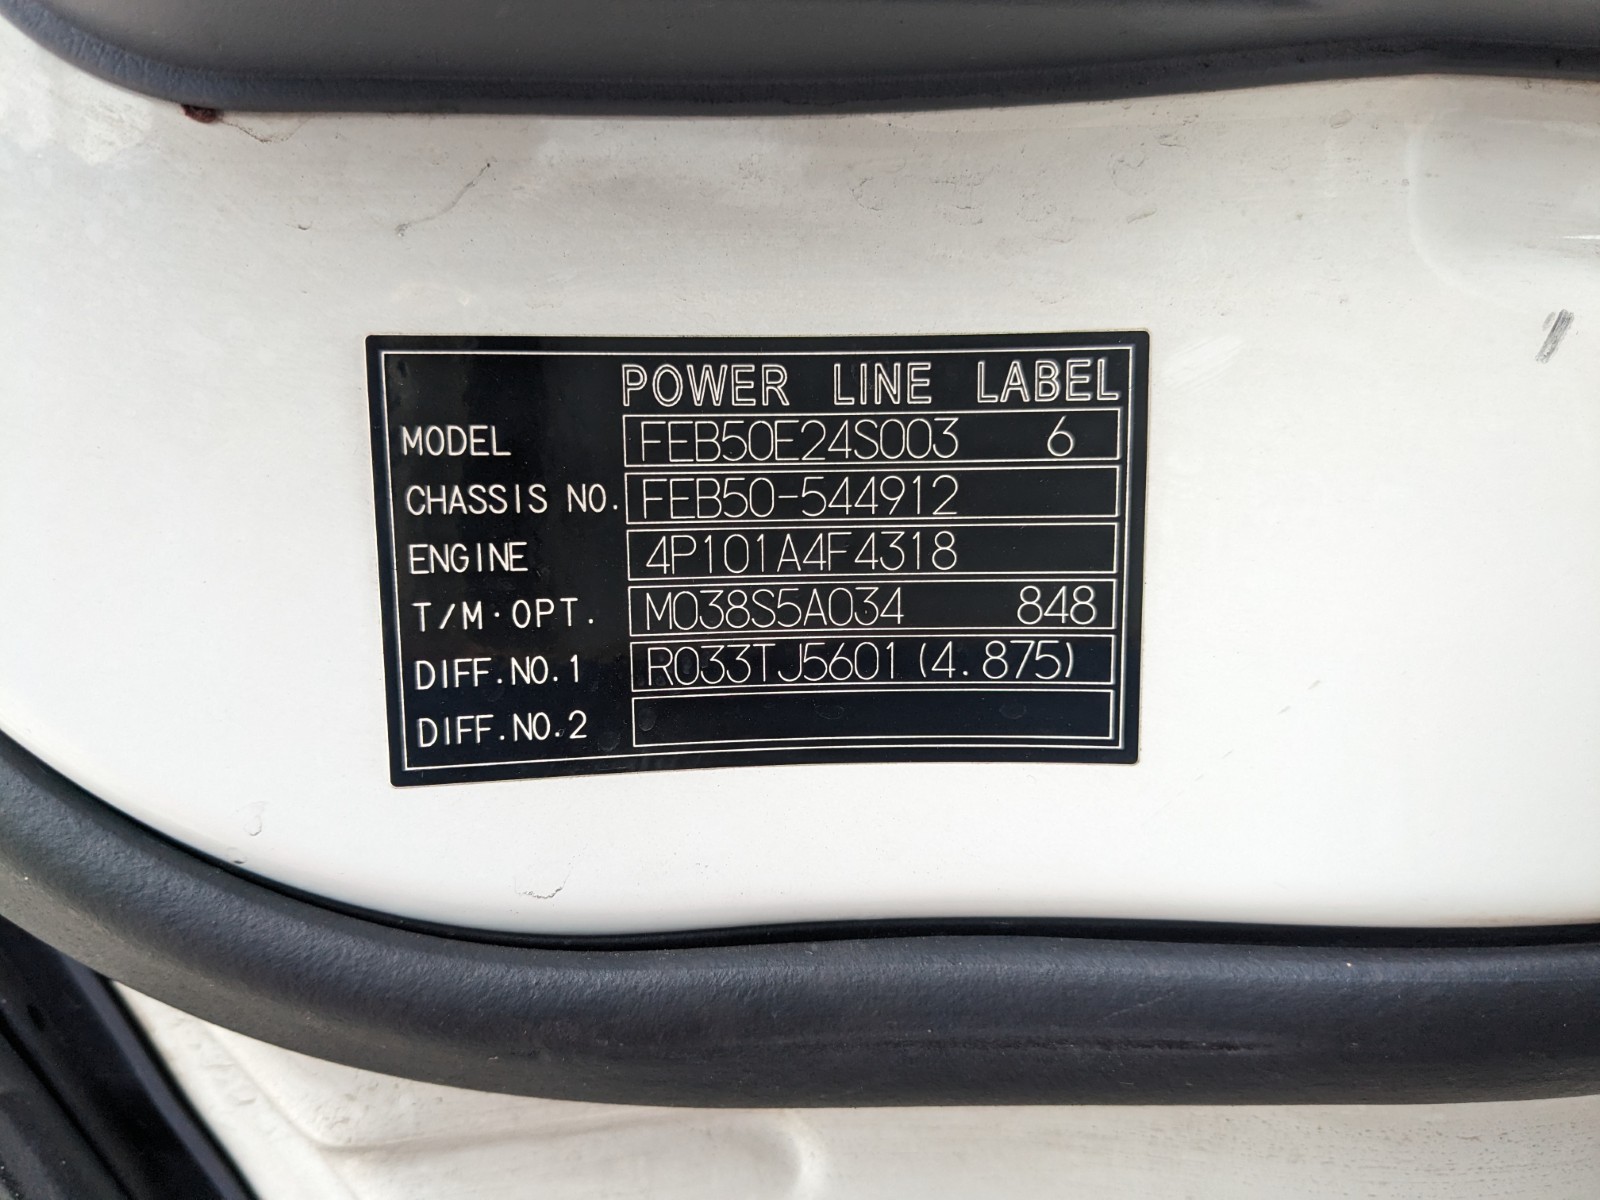 POWER LINE LABEL
MODEL FEB50E24S003 6
CHASSIS NO. FEB50-544912
ENGINE 4P101A4F4318
T/M·OPT. M038S5A034 848
DIFF.NO.1 R033TJ5601(4.875)
DIFF.NO.2